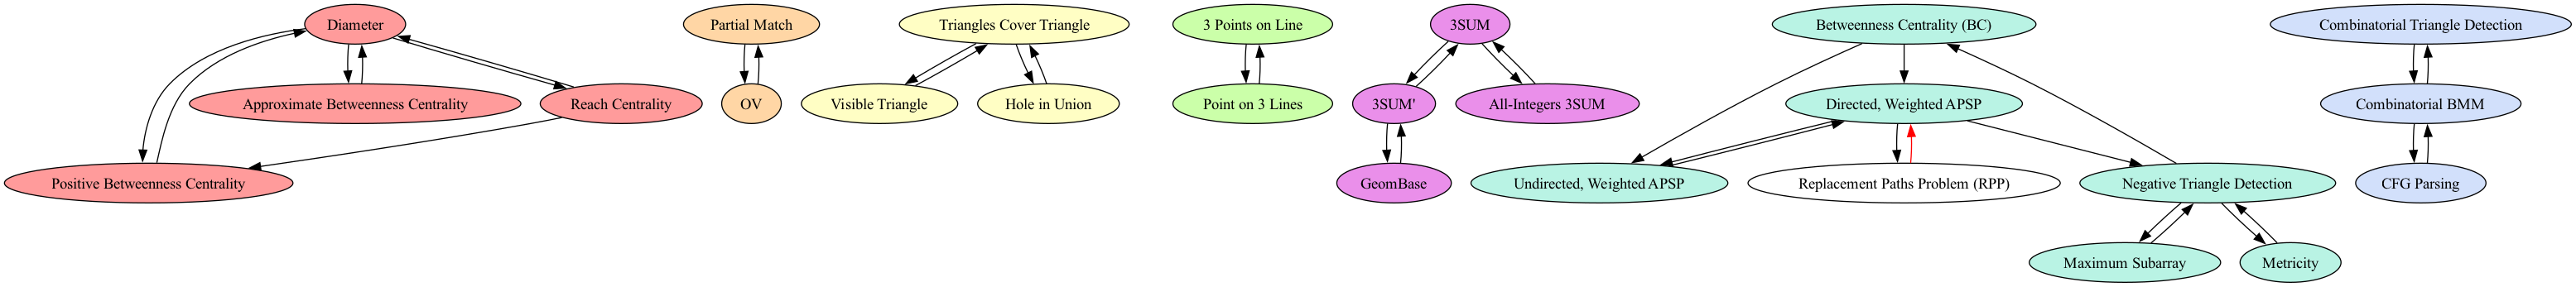 Diameter
Partial Match
Triangles Cover Triangle
3 Points on Line
3SUM
Betweenness Centrality (BC)
Combinatorial Triangle Detection
Approximate Betweenness Centrality
Reach Centrality
OV
Visible Triangle
Hole in Union
Point on 3 Lines
3SUM'
All-Integers 3SUM
Directed, Weighted APSP
Combinatorial BMM
Positive Betweenness Centrality
GeomBase
Undirected, Weighted APSP
Replacement Paths Problem (RPP)
Negative Triangle Detection
CFG Parsing
Maximum Subarray
Metricity